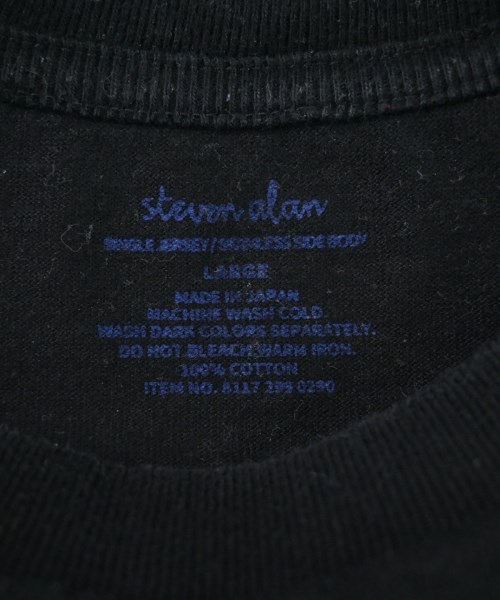 steven alan
SINGLE JERSEY/SEAMLESS SIDE BODY
LARGE
MADE IN JAPAN
MACHINE WASH COLD.
WASH DARK COLORS SEPARATELY.
DO NOT BLEACH,WARM IRON.
100% COTTON
ITEM NO. 8117 199 0290